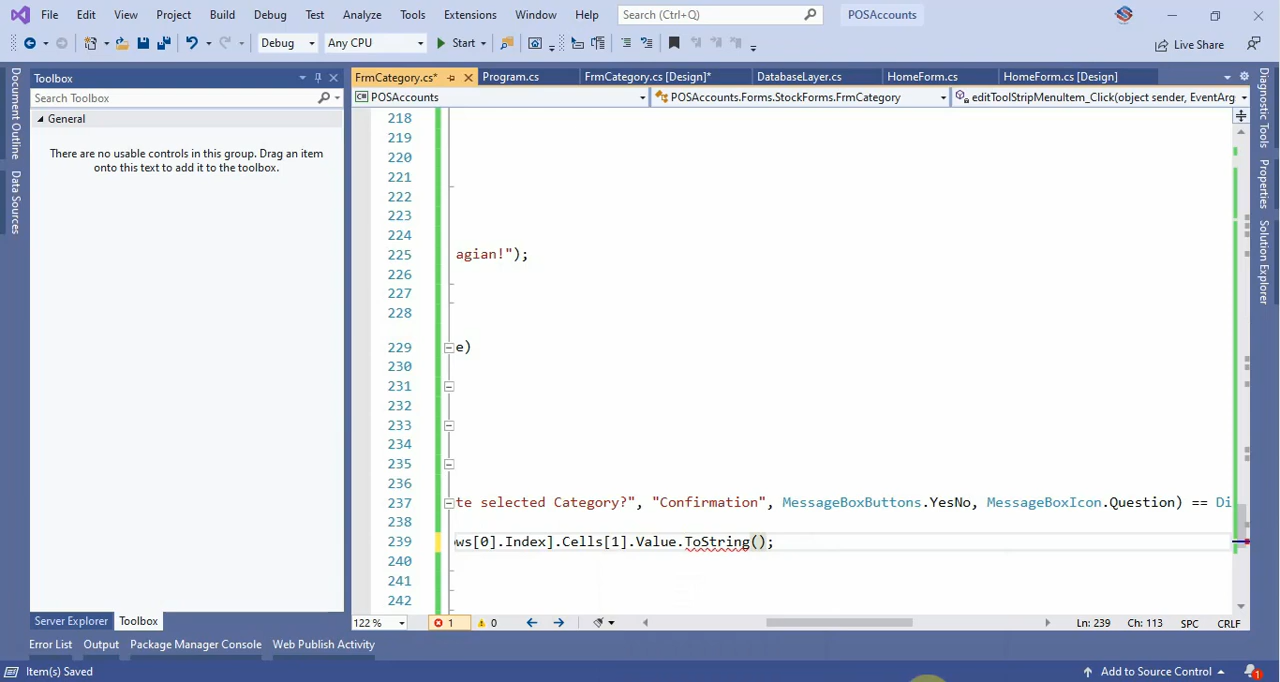 File Edit View Project Build Debug Test Analyze Tools Extensions Window Help Search (Ctrl+Q) POSAccounts
Debug Any CPU Start Live Share
Document Outline
Data Sources
Toolbox
Search Toolbox
General
There are no usable controls in this group. Drag an item
onto this text to add it to the toolbox.
FrmCategory.cs* Program.cs FrmCategory.cs [Design]* DatabaseLayer.cs HomeForm.cs HomeForm.cs [Design]
POSAccounts POSAccounts.Forms.StockForms.FrmCategory editToolStripMenuItem_Click(object sender, EventArg
218
219
220
221
222
223
224
225 agian!");
226
227
228
229 e)
230
231
232
233
234
235
236
237 te selected Category?", "Confirmation", MessageBoxButtons.YesNo, MessageBoxIcon.Question) == Di
238
239 ws[0].Index].Cells[1].Value.ToString();
240
241
242
Diagnostic Tools
Properties
Solution Explorer
122 % 1 0 Ln: 239 Ch: 113 SPC CRLF
Server Explorer Toolbox
Error List Output Package Manager Console Web Publish Activity
Item(s) Saved Add to Source Control 1